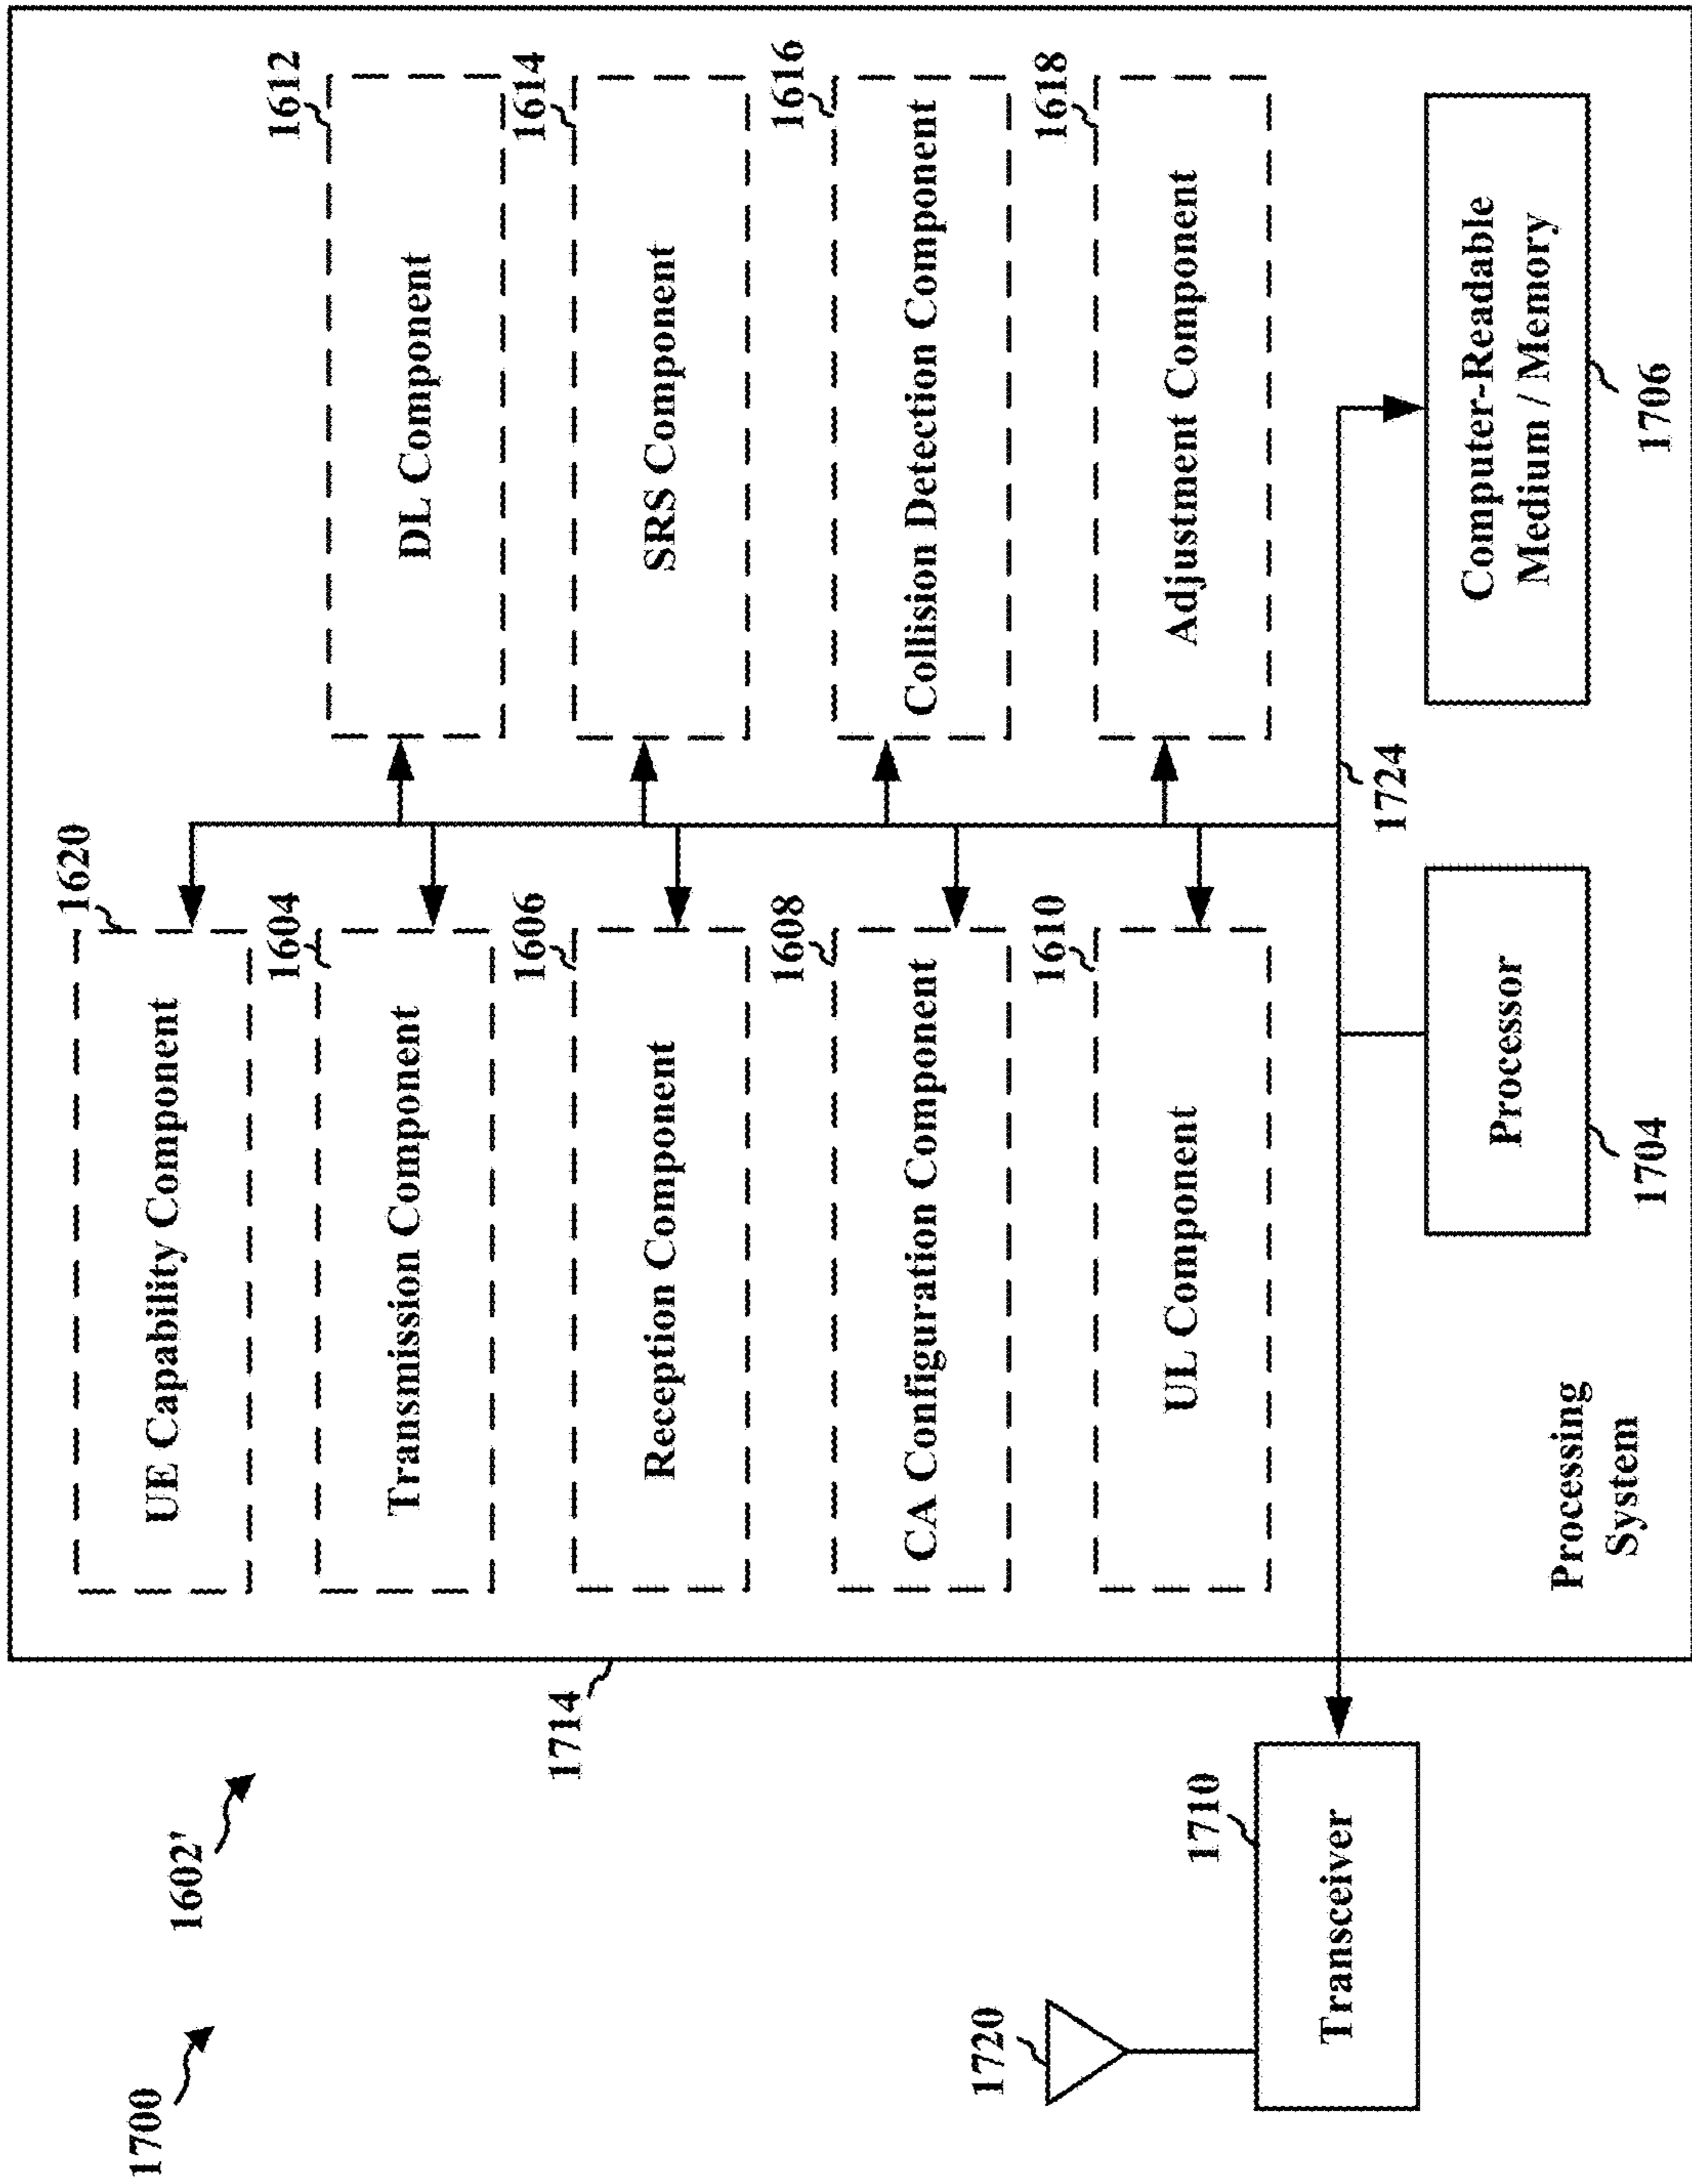 1700
1602'
1714
1620
UE Capability Component
1604
Transmission Component
1612
DL Component
1606
Reception Component
1614
SRS Component
1608
CA Configuration Component
1616
Collision Detection Component
1610
UL Component
1618
Adjustment Component
1720
1710
Transceiver
1724
Processor
1704
Computer-Readable
Medium / Memory
1706
Processing
System